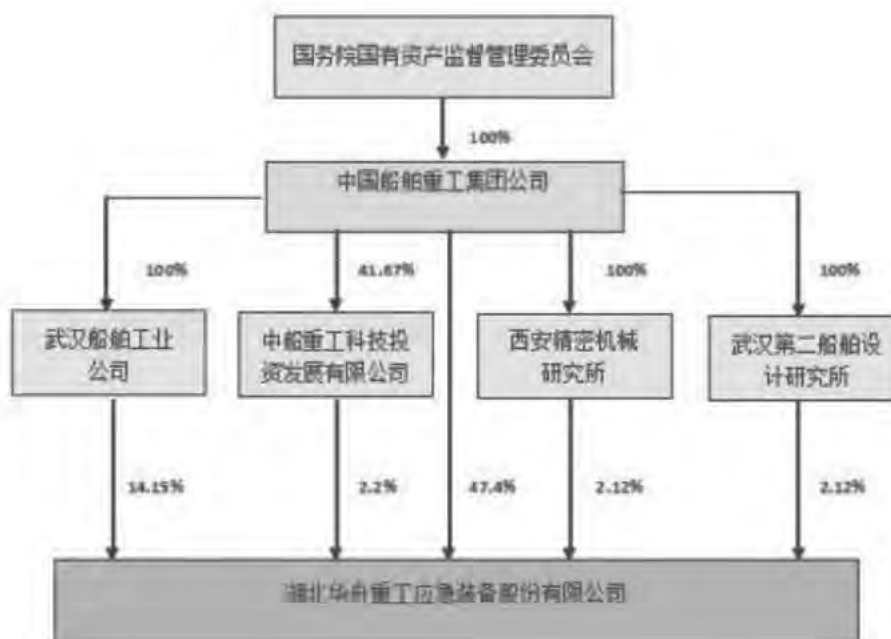 国务院国有资产监督管理委员会
100%
中国船舶重工集团公司
100%
41.67%
100%
100%
武汉船舶工业
公司
中船重工科技投
资发展有限公司
西安精密机械
研究所
武汉第二船舶设
计研究所
14.15%
2.2%
47.4%
2.12%
2.12%
湖北华舟重工应急装备股份有限公司